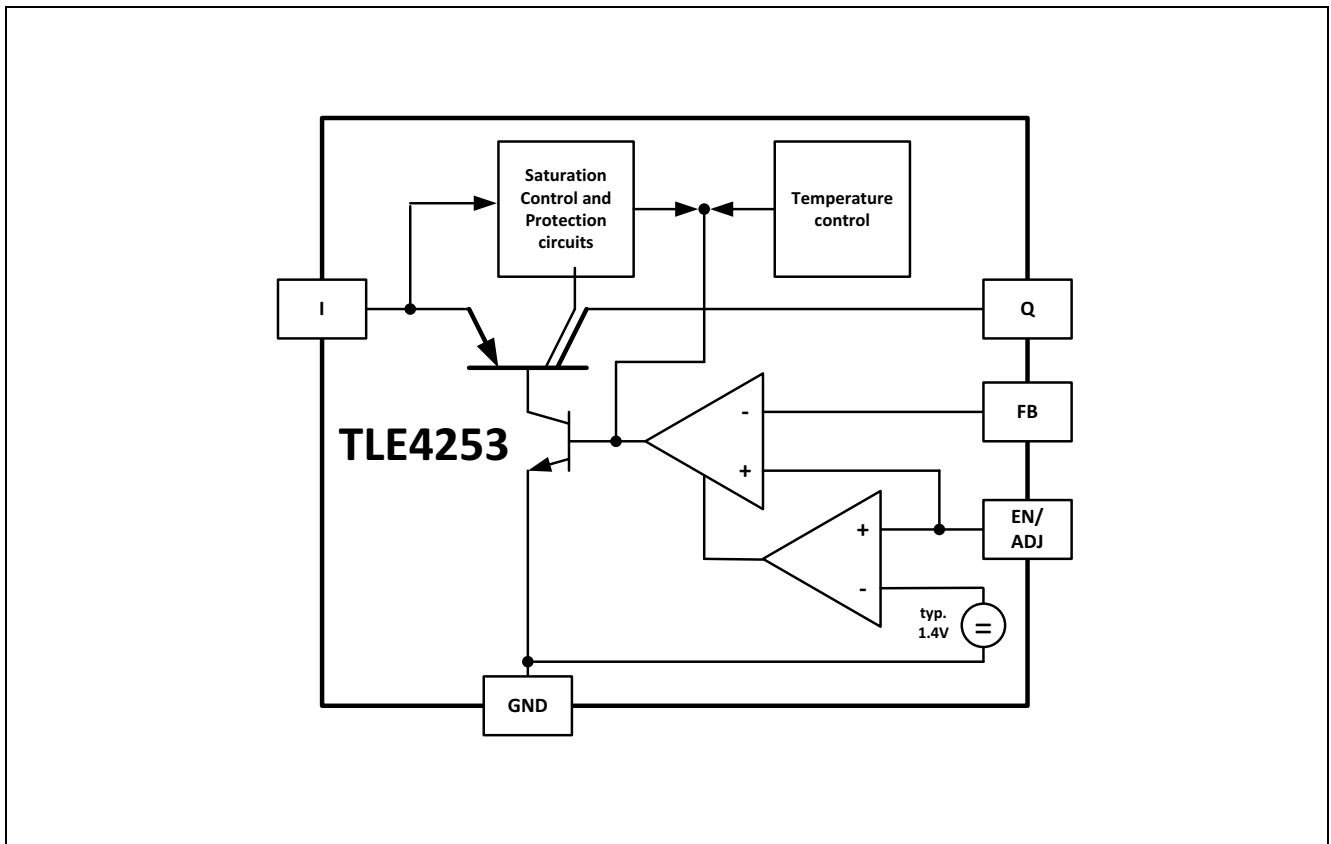 Saturation
Control and
Protection
circuits
Temperature
control
I
Q
TLE4253
-
FB
+
EN/
ADJ
+
-
typ.
1.4V
=
GND